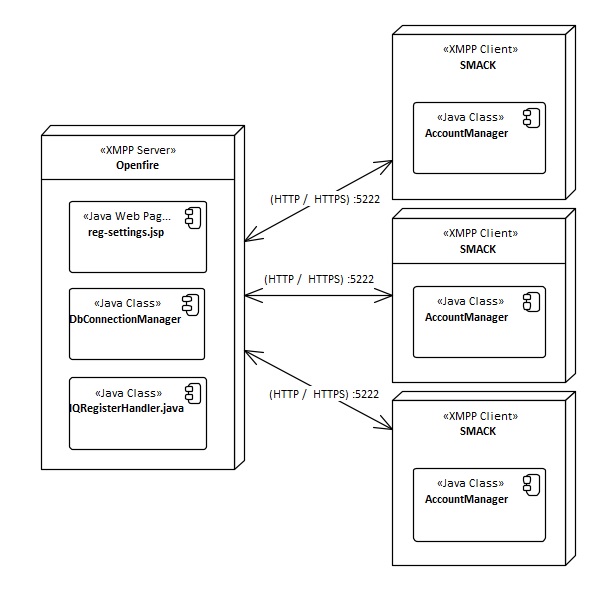 «XMPP Server»
Openfire
«Java Web Pag...
reg-settings.jsp
«Java Class»
DbConnectionManager
«Java Class»
IQRegisterHandler.java
(HTTP /  HTTPS) :5222
(HTTP /  HTTPS) :5222
(HTTP /  HTTPS) :5222
«XMPP Client»
SMACK
«Java Class»
AccountManager
«XMPP Client»
SMACK
«Java Class»
AccountManager
«XMPP Client»
SMACK
«Java Class»
AccountManager